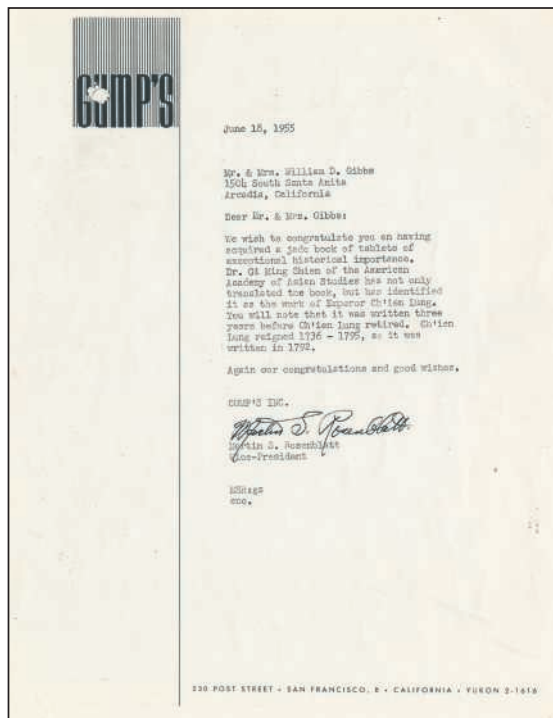 GUMP'S
June 18, 1955
Mr. & Mrs. William D. Gibbs
1504 South Santa Anita
Arcadia, California
Dear Mr. & Mrs. Gibbs:
We wish to congratulate you on having
acquired a jade book of tablets of
exceptional historical importance.
Dr. Gi Ming Shien of the American
Academy of Asian Studies has not only
translated the book, but has identified
it as the work of Emperor Ch'ien Lung.
You will note that it was written three
years before Ch'ien Lung retired. Ch'ien
Lung reigned 1736 - 1795, so it was
written in 1792.
Again our congratulations and good wishes.
GUMP'S INC.
Martin S. Rosenblatt
Martin S. Rosenblatt
Vice-President
MSR:gs
enc.
230 POST STREET • SAN FRANCISCO, 8 • CALIFORNIA • YUKON 2-1616